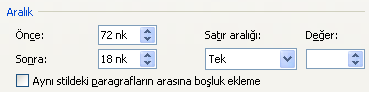 Aralık
Önce: 72 nk Satır aralığı: Değer:
Sonra: 18 nk Tek
Aynı stildeki paragrafların arasına boşluk ekleme